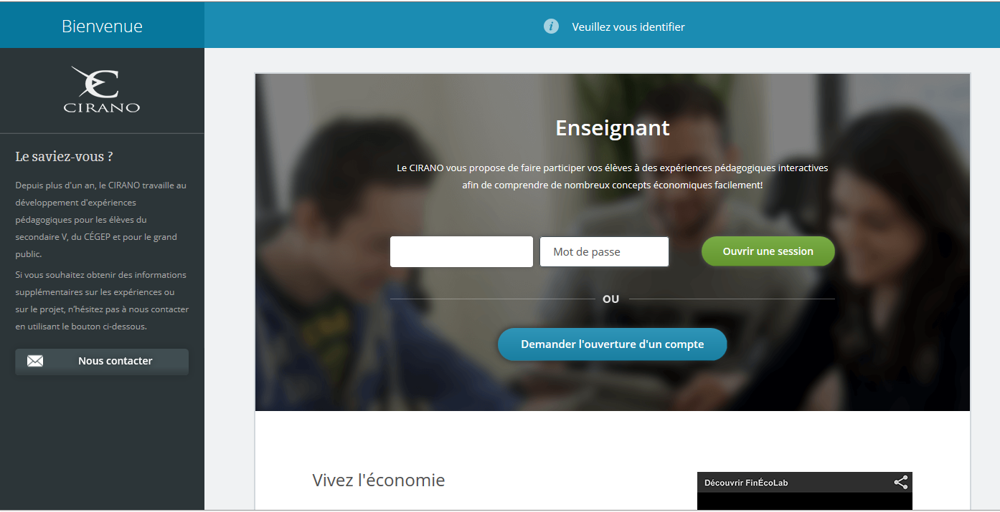 Bienvenue
Veuillez vous identifier
CIRANO
Le saviez-vous ?
Depuis plus d'un an, le CIRANO travaille au
développement d'expériences
pédagogiques pour les élèves du
secondaire V, du CÉGEP et pour le grand
public.
Si vous souhaitez obtenir des informations
supplémentaires sur les expériences ou
sur le projet, n'hésitez pas à nous contacter
en utilisant le bouton ci-dessous.
Nous contacter
Enseignant
Le CIRANO vous propose de faire participer vos élèves à des expériences pédagogiques interactives
afin de comprendre de nombreux concepts économiques facilement!
Mot de passe
Ouvrir une session
OU
Demander l'ouverture d'un compte
Vivez l'économie
Découvrir FinÉcoLab